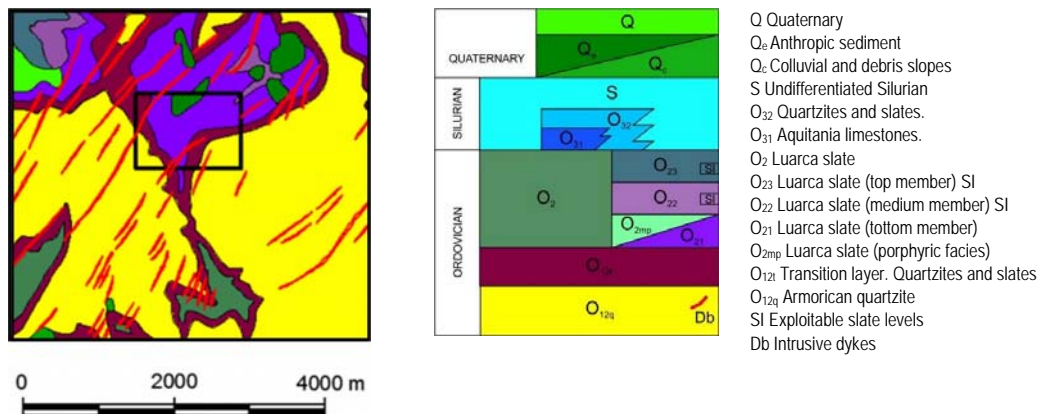 0 2000 4000 m
QUATERNARY
Q
Qe
Qc
SILURIAN
S
O32
O31
ORDOVICIAN
O2
O23
SI
O22
SI
O2mp
O21
O12t
O12q
Db
Q Quaternary
Qe Anthropic sediment
Qc Colluvial and debris slopes
S Undifferentiated Silurian
O32 Quartzites and slates.
O31 Aquitania limestones.
O2 Luarca slate
O23 Luarca slate (top member) SI
O22 Luarca slate (medium member) SI
O21 Luarca slate (tottom member)
O2mp Luarca slate (porphyric facies)
O12t Transition layer. Quartzites and slates
O12q Armorican quartzite
SI Exploitable slate levels
Db Intrusive dykes